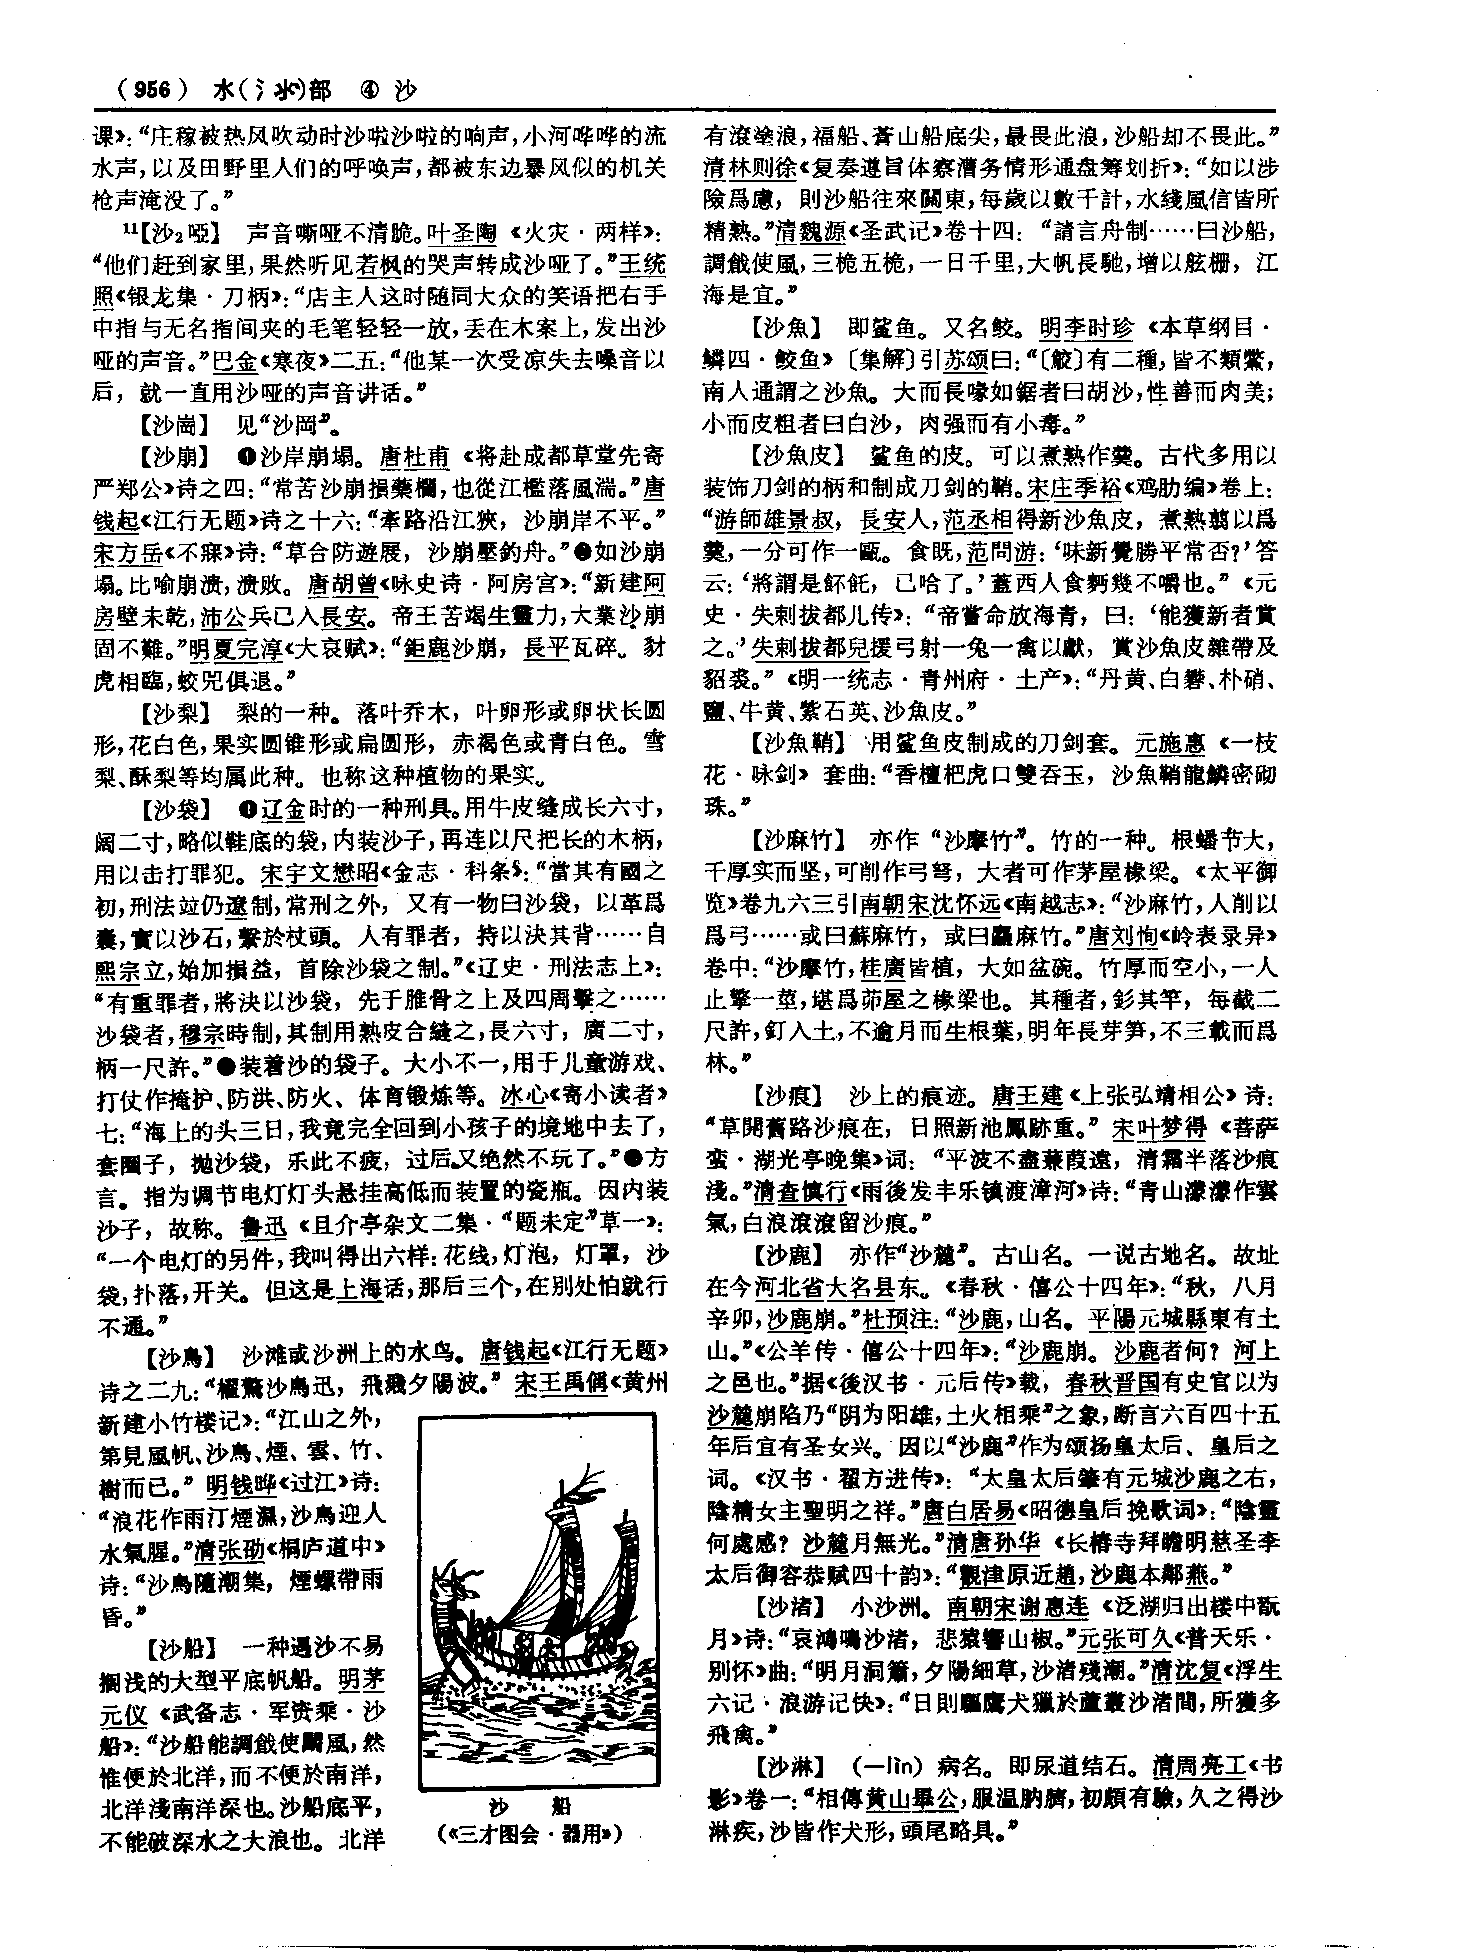 （956） 水（氵氺）部 ④ 沙
课》：“庄稼被热风吹动时沙啦沙啦的响声，小河哗哗的流
水声，以及田野里人们的呼唤声，都被东边暴风似的机关
枪声淹没了。”
11【沙2哑】 声音嘶哑不清脆。叶圣陶《火灾·两样》：
“他们赶到家里，果然听见若枫的哭声转成沙哑了。”王统
照《银龙集·刀柄》：“店主人这时随同大众的笑语把右手
中指与无名指间夹的毛笔轻轻一放，丢在木案上，发出沙
哑的声音。”巴金《寒夜》二五：“他某一次受凉失去嗓音以
后，就一直用沙哑的声音讲话。”
【沙崗】 见“沙岡”。
【沙崩】 ❶沙岸崩塌。唐杜甫《将赴成都草堂先寄
严郑公》诗之四：“常苦沙崩損藥欄，也從江檻落風湍。”唐
钱起《江行无题》诗之十六：“牽路沿江狹，沙崩岸不平。”
宋方岳《不寐》诗：“草合防遊展，沙崩壓釣舟。”❷如沙崩
塌。比喻崩溃，溃败。唐胡曾《咏史诗·阿房宫》：“新建阿
房壁未乾，沛公兵已入長安。帝王苦竭生靈力，大業沙崩
固不難。”明夏完淳《大哀赋》：“鉅鹿沙崩，長平瓦碎。豺
虎相臨，蛟兕俱退。”
【沙梨】 梨的一种。落叶乔木，叶卵形或卵状长圆
形，花白色，果实圆锥形或扁圆形，赤褐色或青白色。雪
梨、酥梨等均属此种。也称这种植物的果实。
【沙袋】 ❶辽金时的一种刑具。用牛皮缝成长六寸，
阔二寸，略似鞋底的袋，内装沙子，再连以尺把长的木柄，
用以击打罪犯。宋宇文懋昭《金志·科条》：“當其有國之
初，刑法竝仍遼制，常刑之外，又有一物曰沙袋，以革爲
囊，實以沙石，繫於杖頭。人有罪者，持以決其背……自
熙宗立，始加損益，首除沙袋之制。”《辽史·刑法志上》：
“有重罪者，將決以沙袋，先于脽骨之上及四周擊之……
沙袋者，穆宗時制，其制用熟皮合縫之，長六寸，廣二寸，
柄一尺許。”❷装着沙的袋子。大小不一，用于儿童游戏、
打仗作掩护、防洪、防火、体育锻炼等。冰心《寄小读者》
七：“海上的头三日，我竟完全回到小孩子的境地中去了，
套圈子，抛沙袋，乐此不疲，过后又绝然不玩了。”❸方
言。指为调节电灯灯头悬挂高低而装置的瓷瓶。因内装
沙子，故称。鲁迅《且介亭杂文二集·“题未定”草一》：
“一个电灯的另件，我叫得出六样：花线，灯泡，灯罩，沙
袋，扑落，开关。但这是上海话，那后三个，在别处怕就行
不通。”
【沙鳥】 沙滩或沙洲上的水鸟。唐钱起《江行无题》
诗之二九：“櫂驚沙鳥迅，飛濺夕陽波。”宋王禹偁《黄州
新建小竹楼记》：“江山之外，
第見風帆、沙鳥、煙、雲、竹、
樹而已。”明钱晔《过江》诗：
“浪花作雨汀煙濕，沙鳥迎人
水氣腥。”清张劭《桐庐道中》
诗：“沙鳥隨潮集，煙螺帶雨
昏。”
【沙船】 一种遇沙不易
搁浅的大型平底帆船。明茅
元仪《武备志·军资乘·沙
船》：“沙船能調戧使鬭風，然
惟便於北洋，而不便於南洋，
北洋淺南洋深也。沙船底平，
不能破深水之大浪也。北洋
沙 船
（《三才图会·器用》）
有滚塗浪，福船、蒼山船底尖，最畏此浪，沙船却不畏此。”
清林则徐《复奏遵旨体察漕务情形通盘筹划折》：“如以涉
險爲慮，則沙船往來關東，每歲以數千計，水綫風信皆所
精熟。”清魏源《圣武记》卷十四：“請言舟制……曰沙船，
調戧使風，三桅五桅，一日千里，大帆長馳，增以舷栅，江
海是宜。”
【沙魚】 即鲨鱼。又名鲛。明李时珍《本草纲目·
鳞四·鲛鱼》〔集解〕引苏颂曰：“〔鮫〕有二種，皆不類鱉，
南人通謂之沙魚。大而長喙如鋸者曰胡沙，性善而肉美；
小而皮粗者曰白沙，肉强而有小毒。”
【沙魚皮】 鲨鱼的皮。可以煮熟作羹。古代多用以
装饰刀剑的柄和制成刀剑的鞘。宋庄季裕《鸡肋编》卷上：
“游師雄景叔，長安人，范丞相得新沙魚皮，煮熟翦以爲
羹，一分可作一甌。食既，范問游：‘味新覺勝平常否？’答
云：‘將謂是飥飥，已哈了。’蓋西人食麪幾不嚼也。”《元
史·失剌拔都儿传》：“帝嘗命放海青，曰：‘能獲新者賞
之。’失剌拔都兒援弓射一兔一禽以獻，賞沙魚皮雜帶及
貂裘。”《明一统志·青州府·土产》：“丹黄、白礬、朴硝、
鹽、牛黄、紫石英、沙魚皮。”
【沙魚鞘】 用鲨鱼皮制成的刀剑套。元施惠《一枝
花·咏剑》套曲：“香檀杷虎口雙吞玉，沙魚鞘龍鱗密砌
珠。”
【沙麻竹】 亦作“沙摩竹”。竹的一种。根蟠节大，
干厚实而坚，可削作弓弩，大者可作茅屋椽梁。《太平御
览》卷九六三引南朝宋沈怀远《南越志》：“沙麻竹，人削以
爲弓……或曰蘇麻竹，或曰麤麻竹。”唐刘恂《岭表录异》
卷中：“沙摩竹，桂廣皆植，大如盆碗。竹厚而空小，一人
止擎一莖，堪爲茆屋之椽梁也。其種者，釤其竿，每截二
尺許，釘入土，不逾月而生根葉，明年長芽笋，不三載而爲
林。”
【沙痕】 沙上的痕迹。唐王建《上张弘靖相公》诗：
“草開舊路沙痕在，日照新池鳳跡重。”宋叶梦得《菩萨
蛮·湖光亭晚集》词：“平波不盡蒹葭遠，清霜半落沙痕
淺。”清查慎行《雨後发丰乐镇渡漳河》诗：“青山濛濛作雲
氣，白浪滚滚留沙痕。”
【沙鹿】 亦作“沙麓”。古山名。一说古地名。故址
在今河北省大名县东。《春秋·僖公十四年》：“秋，八月
辛卯，沙鹿崩。”杜预注：“沙鹿，山名。平陽元城縣東有土
山。”《公羊传·僖公十四年》：“沙鹿崩。沙鹿者何？河上
之邑也。”据《後汉书·元后传》载，春秋晋国有史官以为
沙麓崩陷乃“阴为阳雄，土火相乘”之象，断言六百四十五
年后宜有圣女兴。因以“沙鹿”作为颂扬皇太后、皇后之
词。《汉书·翟方进传》：“太皇太后肇有元城沙鹿之右，
陰精女主聖明之祥。”唐白居易《昭德皇后挽歌词》：“陰靈
何處感？沙麓月無光。”清唐孙华《长椿寺拜瞻明慈圣李
太后御容恭赋四十韵》：“觀津原近趙，沙鹿本鄰燕。”
【沙渚】 小沙洲。南朝宋谢惠连《泛湖归出楼中翫
月》诗：“哀鴻鳴沙渚，悲猿響山椒。”元张可久《普天乐·
别怀》曲：“明月洞簫，夕陽細草，沙渚殘潮。”清沈复《浮生
六记·浪游记快》：“日則驅鷹犬獵於蘆叢沙渚間，所獲多
飛禽。”
【沙淋】 （—lìn）病名。即尿道结石。清周亮工《书
影》卷一：“相傳黄山畢公，服温肭臍，初頗有驗，久之得沙
淋疾，沙皆作犬形，頭尾略具。”